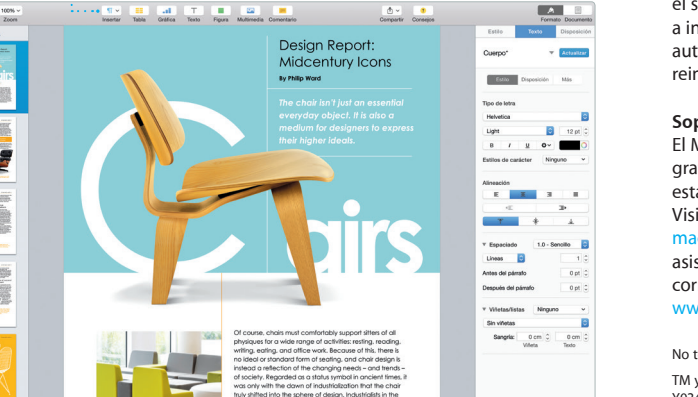 100%
Zoom
Insertar Tabla Gráfica Texto Figura Multimedia Comentario
Compartir Consejos
Formato Documento
Design Report:
Midcentury Icons
By Philip Ward
The chair isn't just an essential
everyday object. It is also a
medium for designers to express
their higher ideals.
C airs
Of course, chairs must comfortably support sitters of all
physiques for a wide range of activities: resting, reading,
writing, eating, and office work. Because of this, there is
no ideal or standard form of seating, and chair design is
instead a reflection of the changing needs – and trends –
of society. Regarded as a status symbol in ancient times, it
was only with the dawn of industrialization that the chair
truly shifted into the sphere of design. Industrialists in the
Estilo Texto Disposición
Cuerpo* Actualizar
Estilo Disposición Más
Tipo de letra
Helvetica
Light 12 pt
B I U
Estilos de carácter Ninguno
Alineación
Espaciado 1.0 - Sencillo
Líneas 1
Antes del párrafo 0 pt
Después del párrafo 0 pt
Viñetas/listas Ninguno
Sin viñetas
Sangría: 0 cm 0 cm
Viñeta Texto
el s
a in
aut
rein
Sop
El M
gra
esta
Visi
mac
asis
cor
ww
No t
TM y